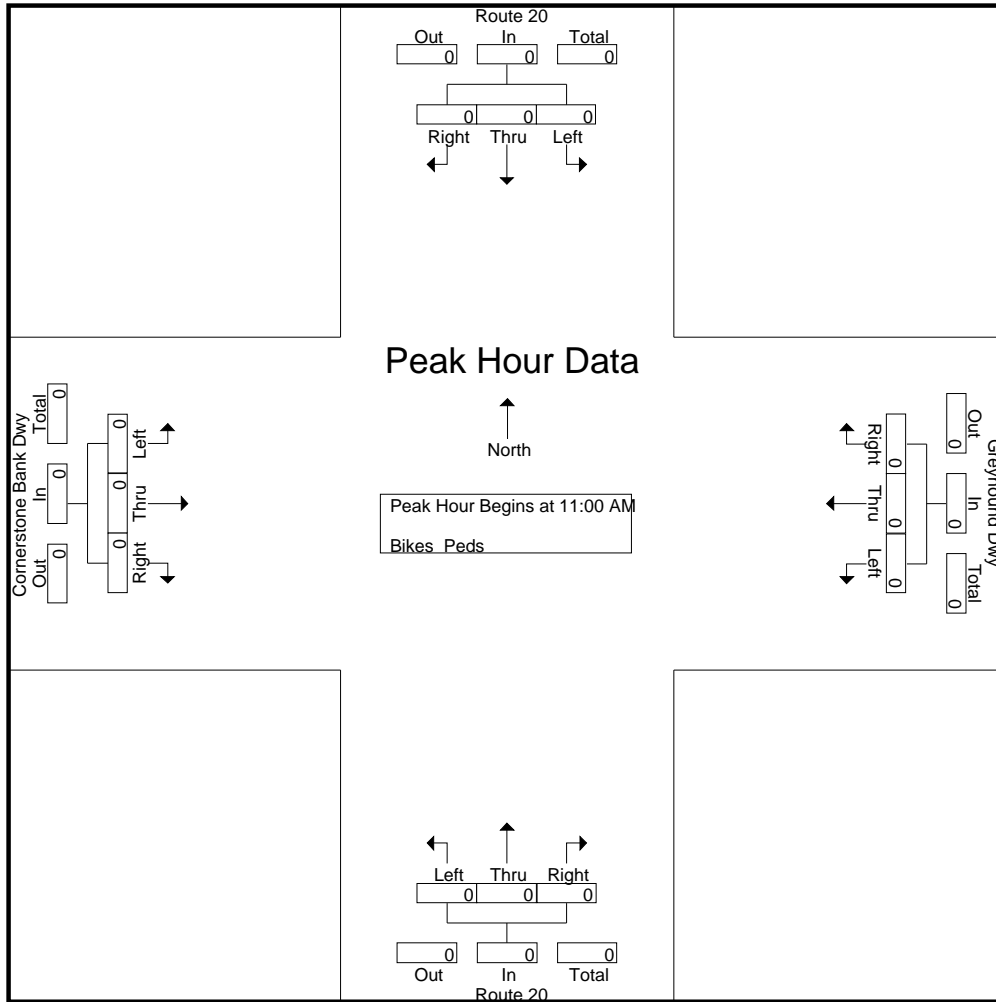 Route 20
Out In Total
0 0 0
0 0 0
Right Thru Left
Peak Hour Data
North
Peak Hour Begins at 11:00 AM
Bikes Peds
Cornerstone Bank Dwy
Out In Total
0 0 0
0 0 0
Right Thru Left
Greyhound Dwy
Out In Total
0 0 0
0 0 0
Right Thru Left
Left Thru Right
0 0 0
0 0 0
Out In Total
Route 20